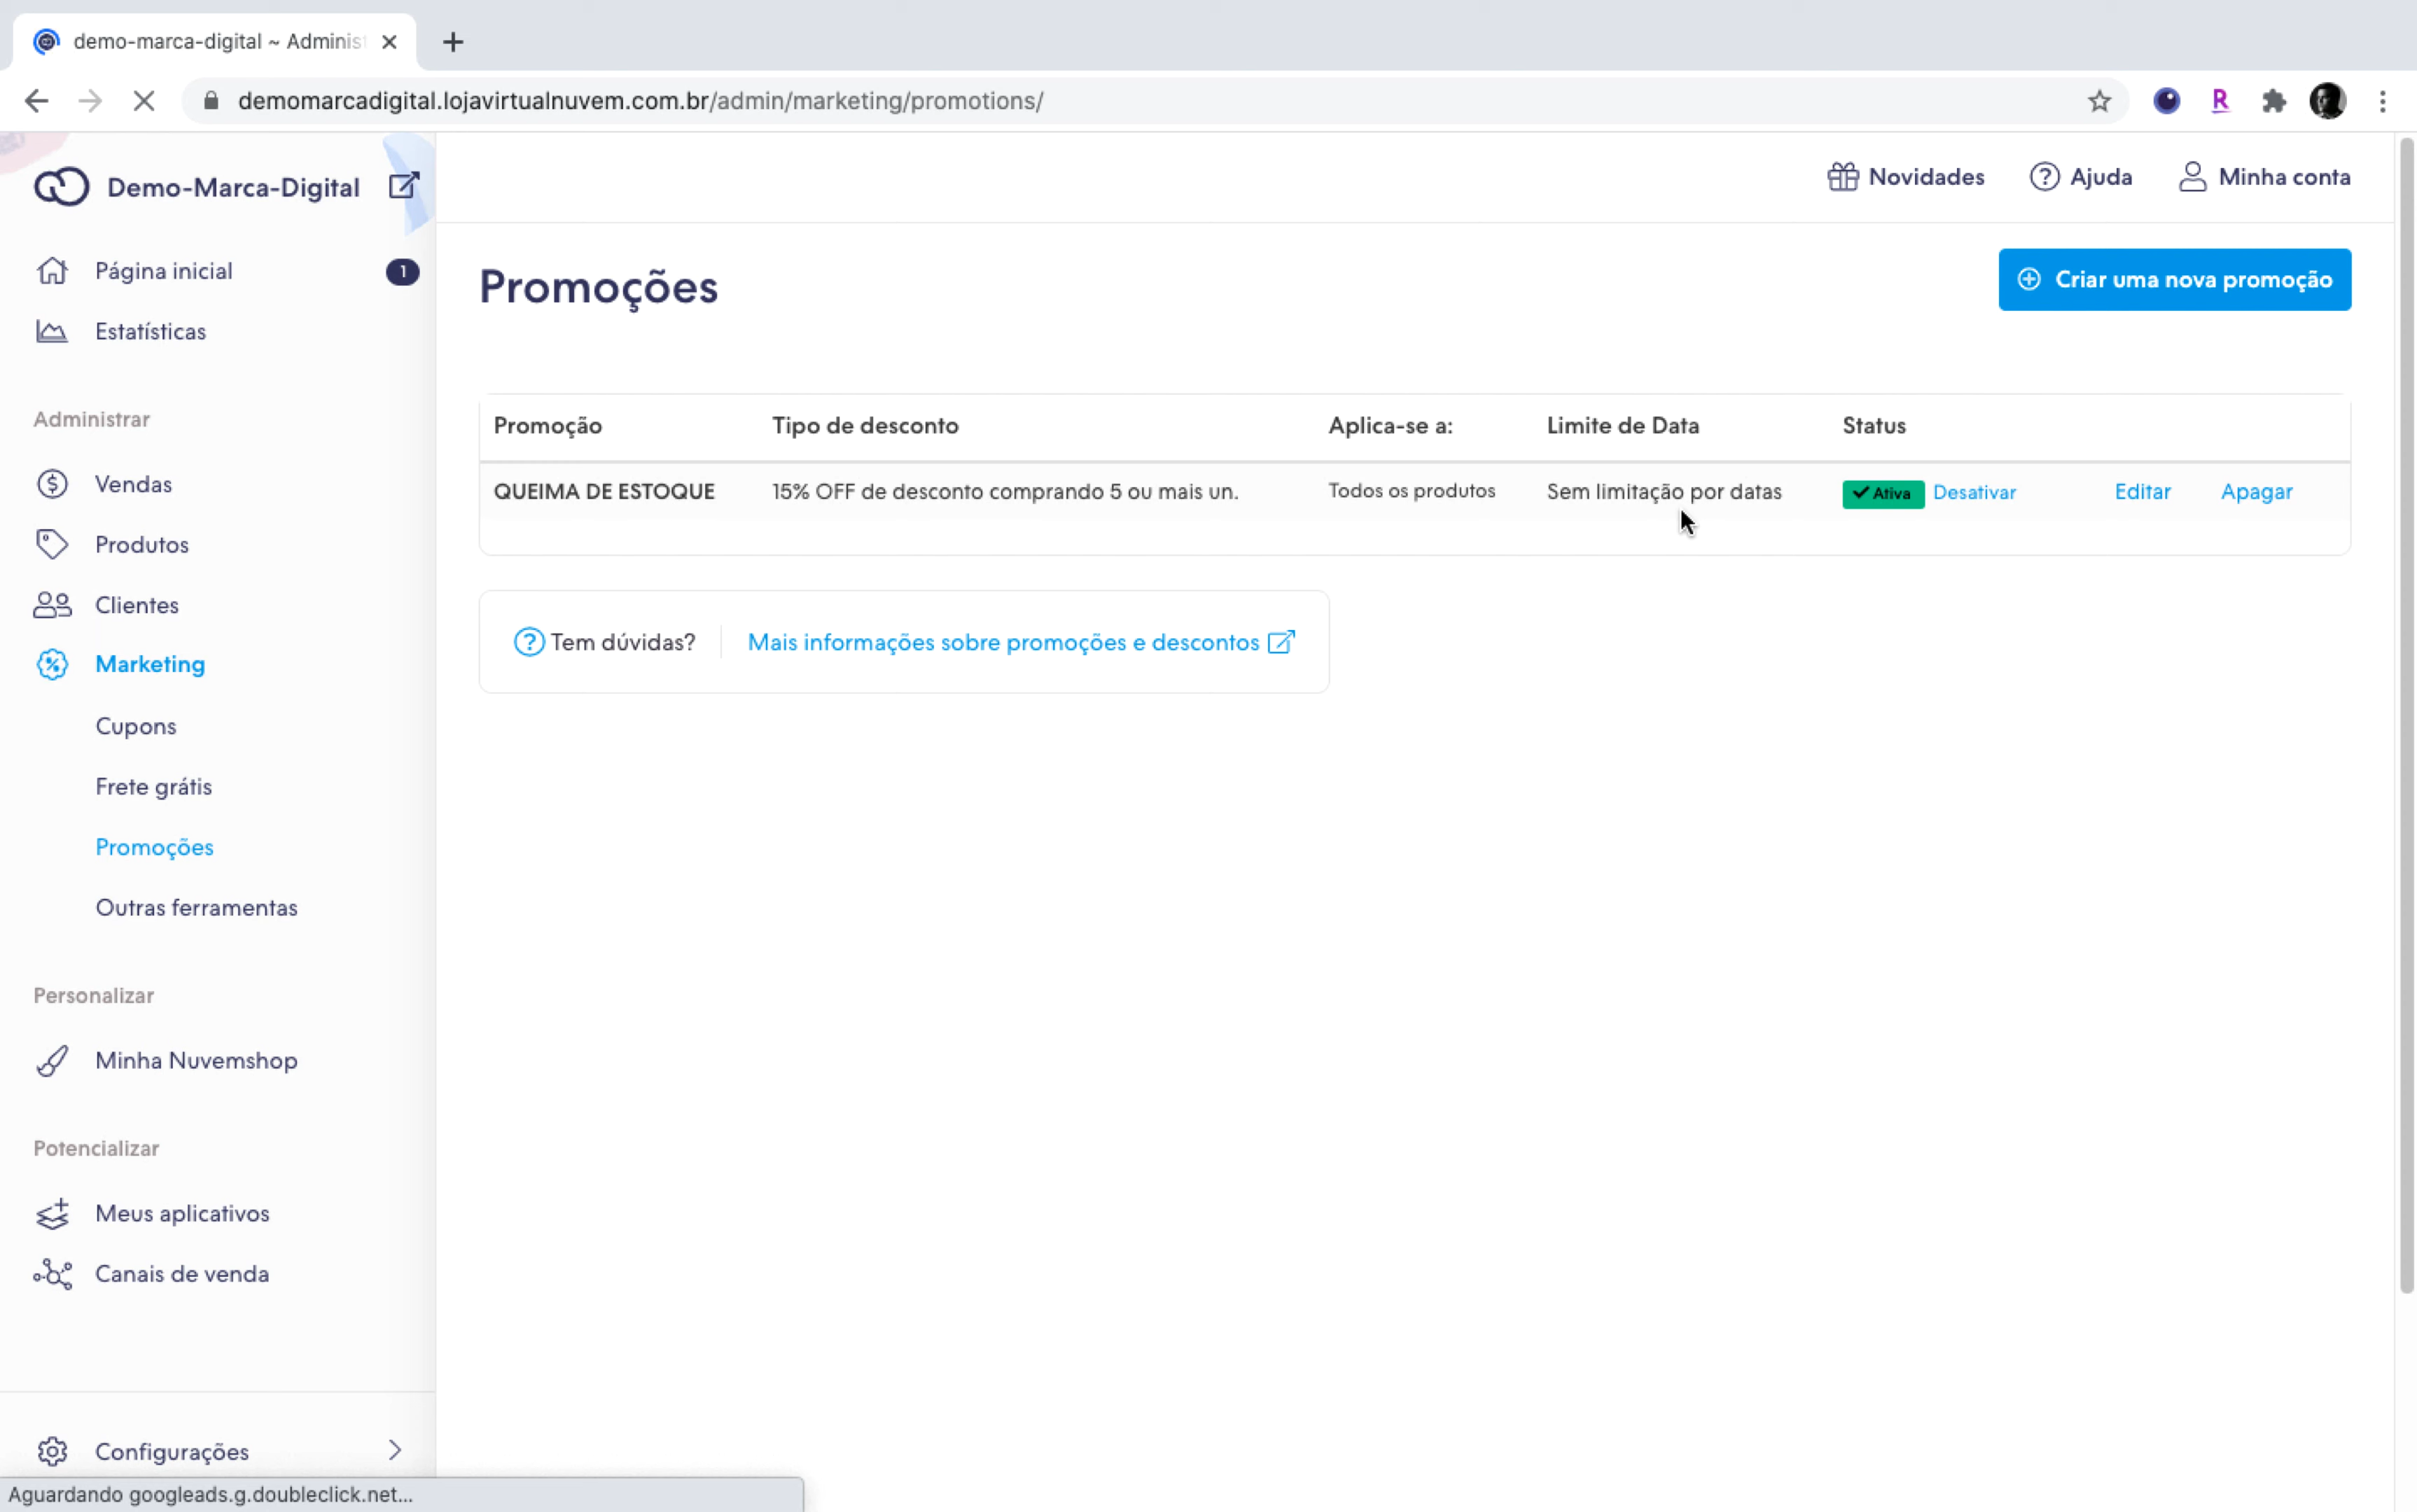 demo-marca-digital ~ Adminis
demomarcadigital.lojavirtualnuvem.com.br/admin/marketing/promotions/
R
Demo-Marca-Digital
Novidades
Ajuda
Minha conta
Página inicial
1
Estatísticas
Administrar
Vendas
Produtos
Clientes
Marketing
Cupons
Frete grátis
Promoções
Outras ferramentas
Personalizar
Minha Nuvemshop
Potencializar
Meus aplicativos
Canais de venda
Configurações
Promoções
Criar uma nova promoção
Promoção Tipo de desconto Aplica-se a: Limite de Data Status
QUEIMA DE ESTOQUE 15% OFF de desconto comprando 5 ou mais un. Todos os produtos Sem limitação por datas Ativa Desativar Editar Apagar
Tem dúvidas? Mais informações sobre promoções e descontos
Aguardando googleads.g.doubleclick.net...